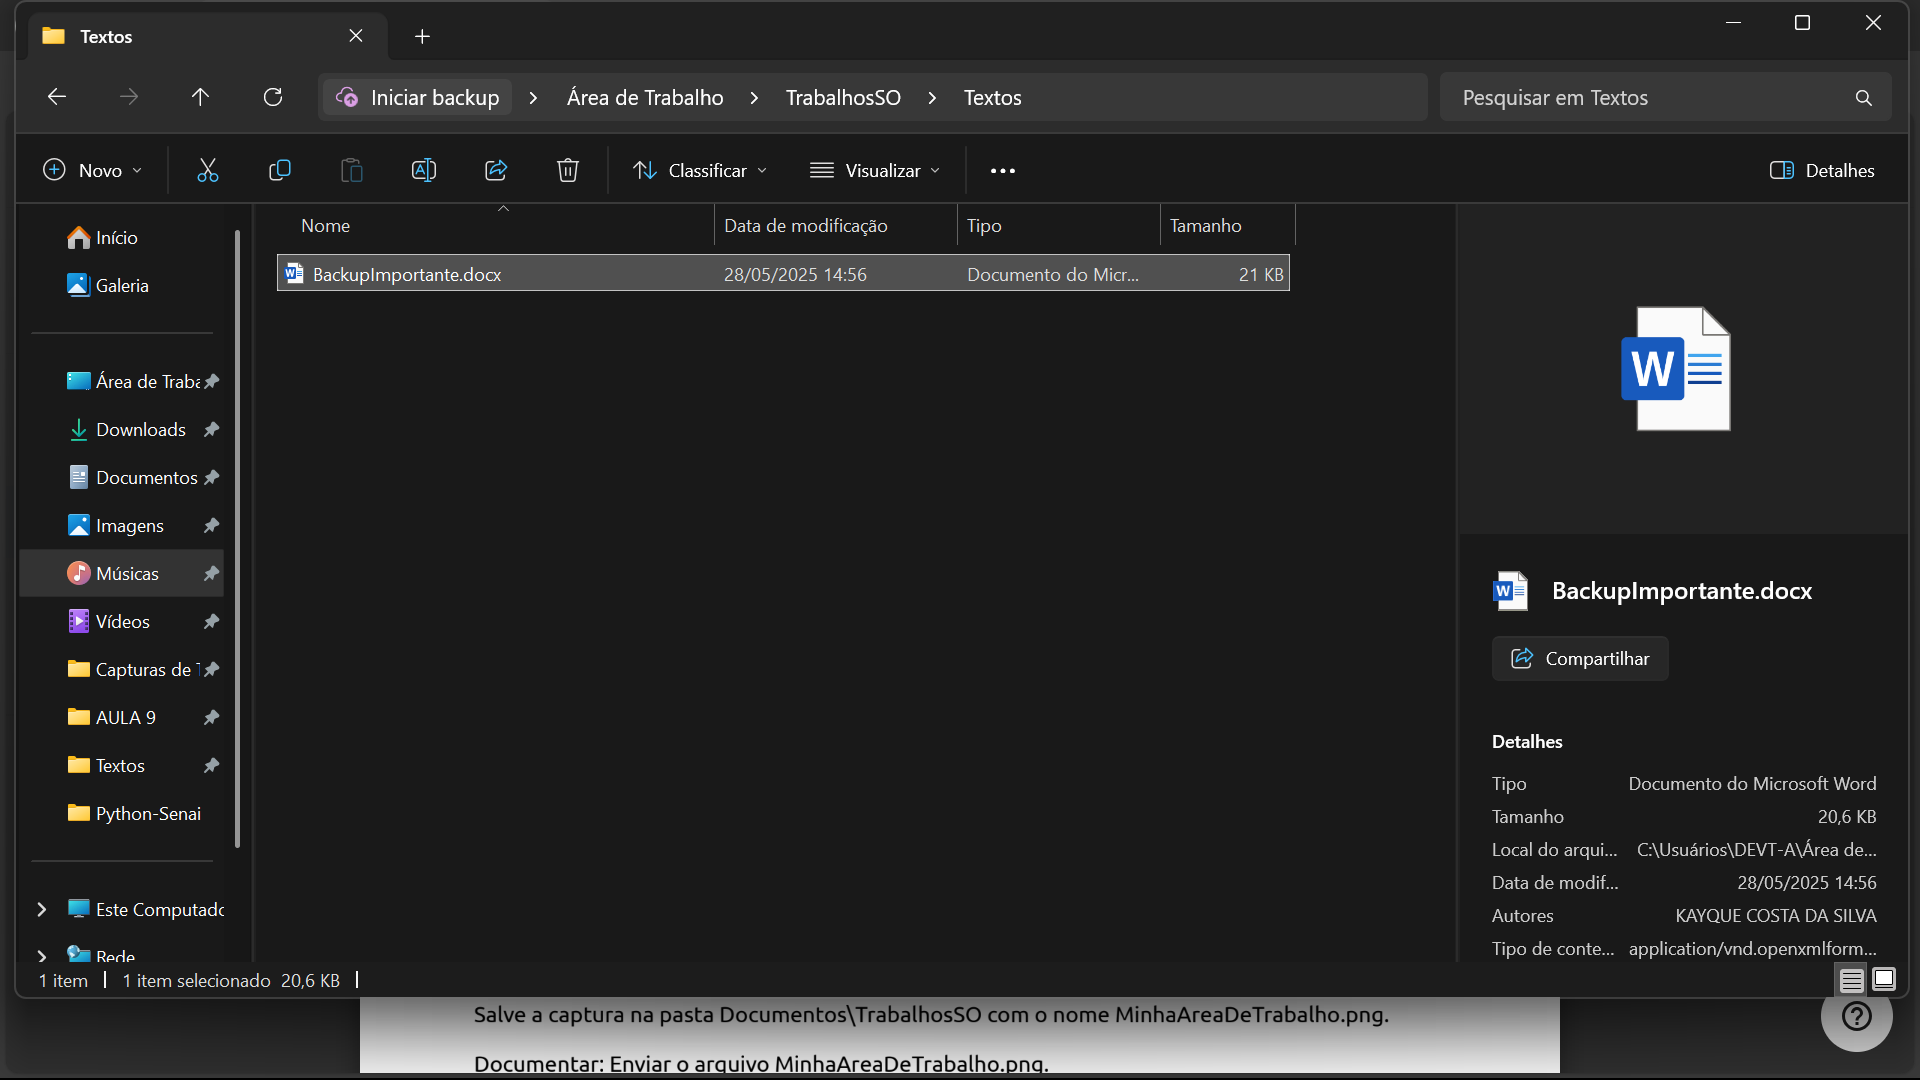 Textos
Iniciar backup > Área de Trabalho > TrabalhosSO > Textos
Pesquisar em Textos
Novo
Classificar
Visualizar
Detalhes
Início
Galeria
Área de Traba
Downloads
Documentos
Imagens
Músicas
Vídeos
Capturas de T
AULA 9
Textos
Python-Senai
Este Computado
Rede
Nome Data de modificação Tipo Tamanho
BackupImportante.docx 28/05/2025 14:56 Documento do Micr... 21 KB
W
BackupImportante.docx
Compartilhar
Detalhes
Tipo Documento do Microsoft Word
Tamanho 20,6 KB
Local do arqui... C:\Usuários\DEVT-A\Área de...
Data de modif... 28/05/2025 14:56
Autores KAYQUE COSTA DA SILVA
Tipo de conte... application/vnd.openxmlform...
1 item 1 item selecionado 20,6 KB
Salve a captura na pasta Documentos\TrabalhosSO com o nome MinhaAreaDeTrabalho.png.
Documentar: Enviar o arquivo MinhaAreaDeTrabalho.png.